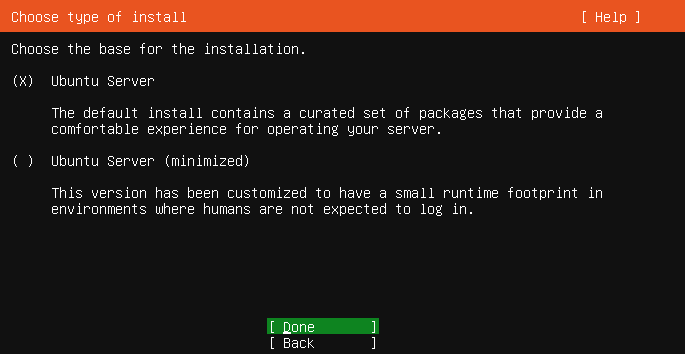 Choose type of install [ Help ]
Choose the base for the installation.
(X) Ubuntu Server
The default install contains a curated set of packages that provide a
comfortable experience for operating your server.
( ) Ubuntu Server (minimized)
This version has been customized to have a small runtime footprint in
environments where humans are not expected to log in.
[ Done ]
[ Back ]